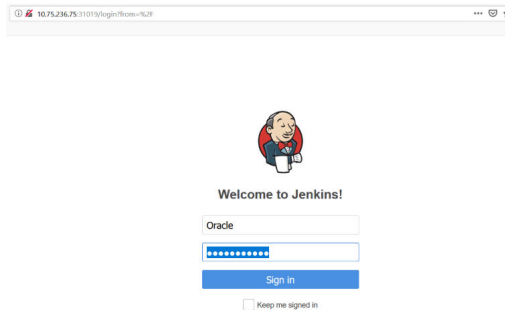 10.75.236.75:31019/login?from=%2F
Welcome to Jenkins!
Oracle
●●●●●●●●●●●
Sign in
Keep me signed in